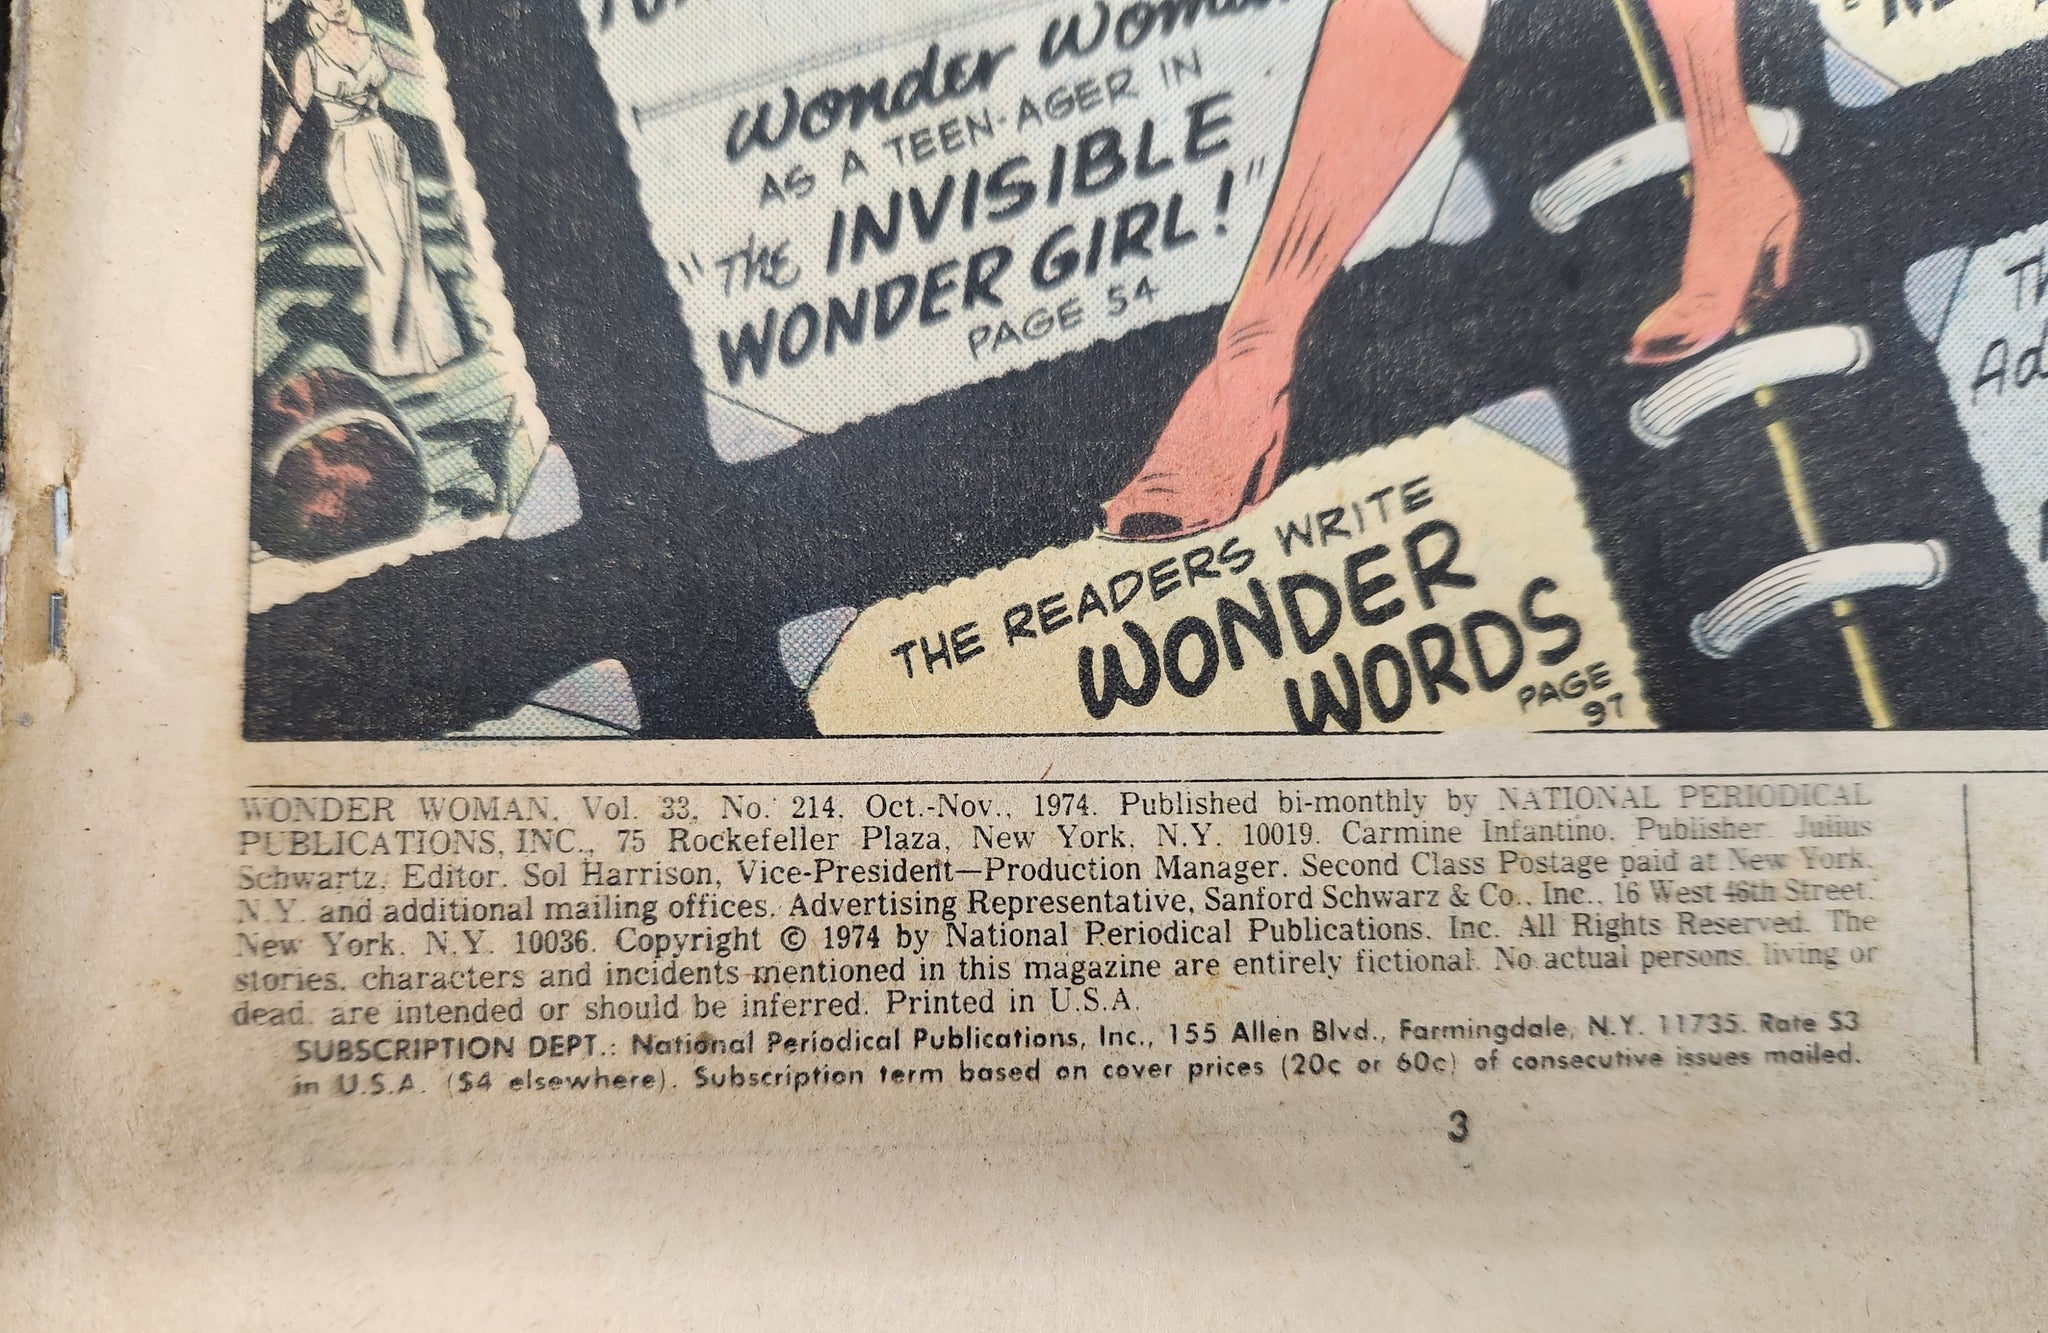 Wonder Woman
AS A TEEN-AGER IN
"The INVISIBLE
WONDER GIRL!"
PAGE 54
THE READERS WRITE
WONDER
WORDS
PAGE
97
WONDER WOMAN, Vol. 33, No. 214, Oct.-Nov., 1974. Published bi-monthly by NATIONAL PERIODICAL
PUBLICATIONS, INC., 75 Rockefeller Plaza, New York, N.Y. 10019. Carmine Infantino, Publisher. Julius
Schwartz, Editor. Sol Harrison, Vice-President—Production Manager. Second Class Postage paid at New York,
N.Y. and additional mailing offices. Advertising Representative, Sanford Schwarz & Co., Inc., 16 West 46th Street,
New York, N.Y. 10036. Copyright © 1974 by National Periodical Publications, Inc. All Rights Reserved. The
stories, characters and incidents mentioned in this magazine are entirely fictional. No actual persons, living or
dead, are intended or should be inferred. Printed in U.S.A.
SUBSCRIPTION DEPT.: National Periodical Publications, Inc., 155 Allen Blvd., Farmingdale, N.Y. 11735. Rate $3
in U.S.A. ($4 elsewhere). Subscription term based on cover prices (20c or 60c) of consecutive issues mailed.
3